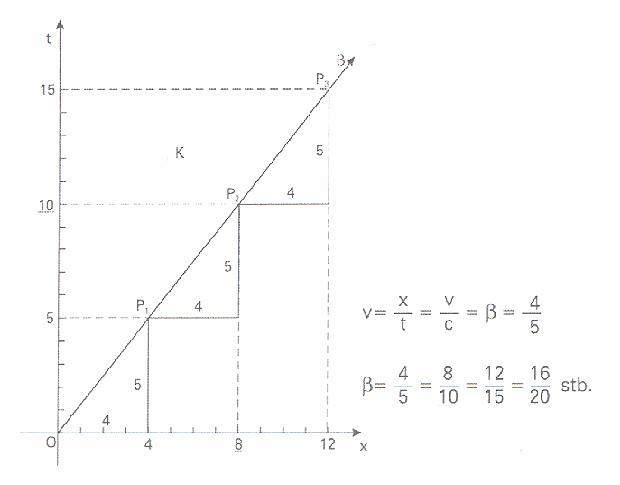 t
β
P₃
15
5
K
4
P₂
10
5
4
P₁
5
v = x/t = v/c = β = 4/5
β = 4/5 = 8/10 = 12/15 = 16/20 stb.
5
4
O
4
8
12
x